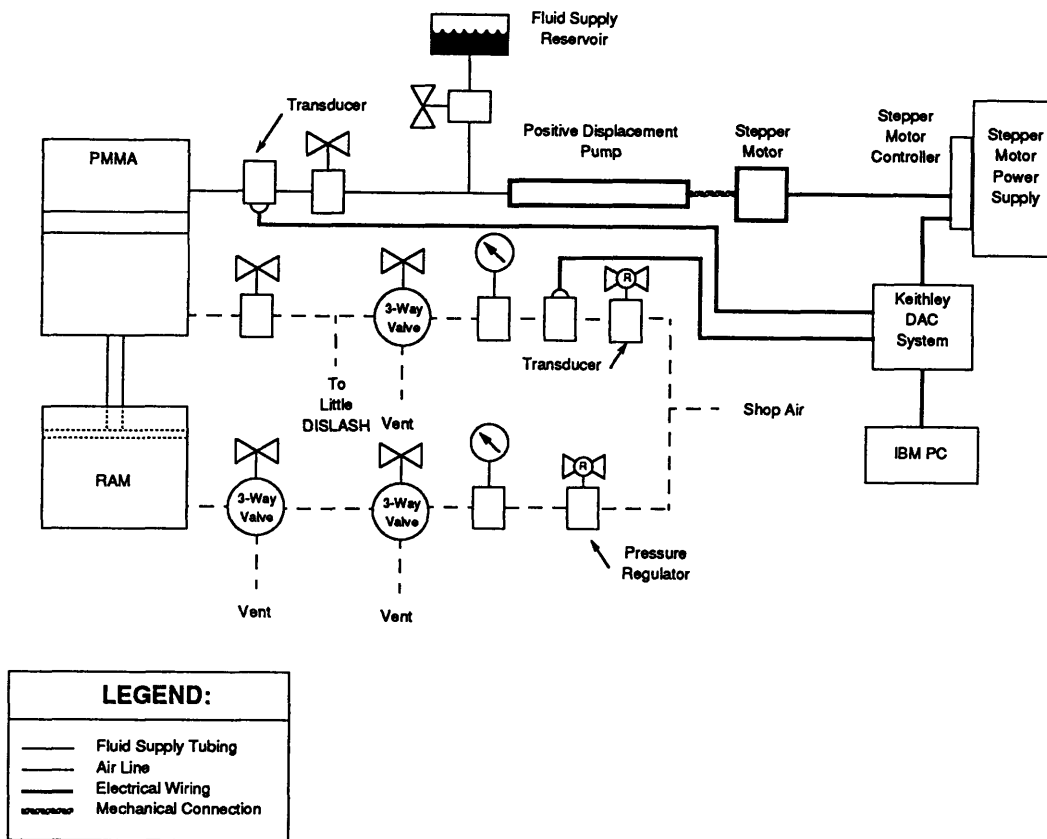 Fluid Supply
Reservoir
Transducer
Positive Displacement
Pump
Stepper
Motor
Stepper
Motor
Controller
Stepper
Motor
Power
Supply
PMMA
3-Way
Valve
Transducer
Keithley
DAC
System
To
Little
DISLASH
Vent
Shop Air
RAM
IBM PC
3-Way
Valve
3-Way
Valve
R
R
Pressure
Regulator
Vent
Vent
LEGEND:
Fluid Supply Tubing
Air Line
Electrical Wiring
Mechanical Connection